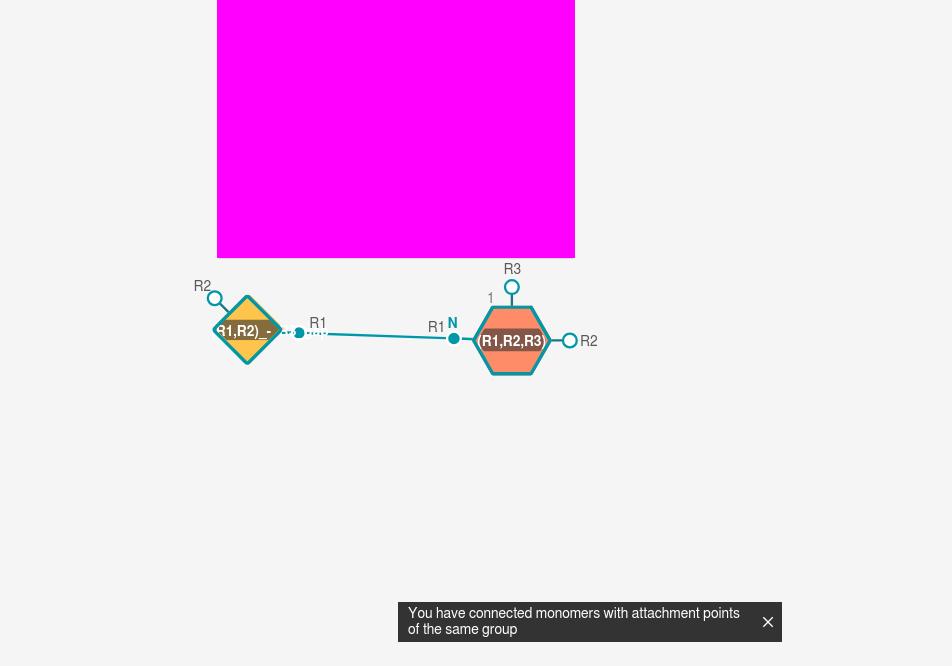 R3
R2
1
R1
R1
N
R1,R2)_-
(R1,R2,R3)
R2
You have connected monomers with attachment points
of the same group